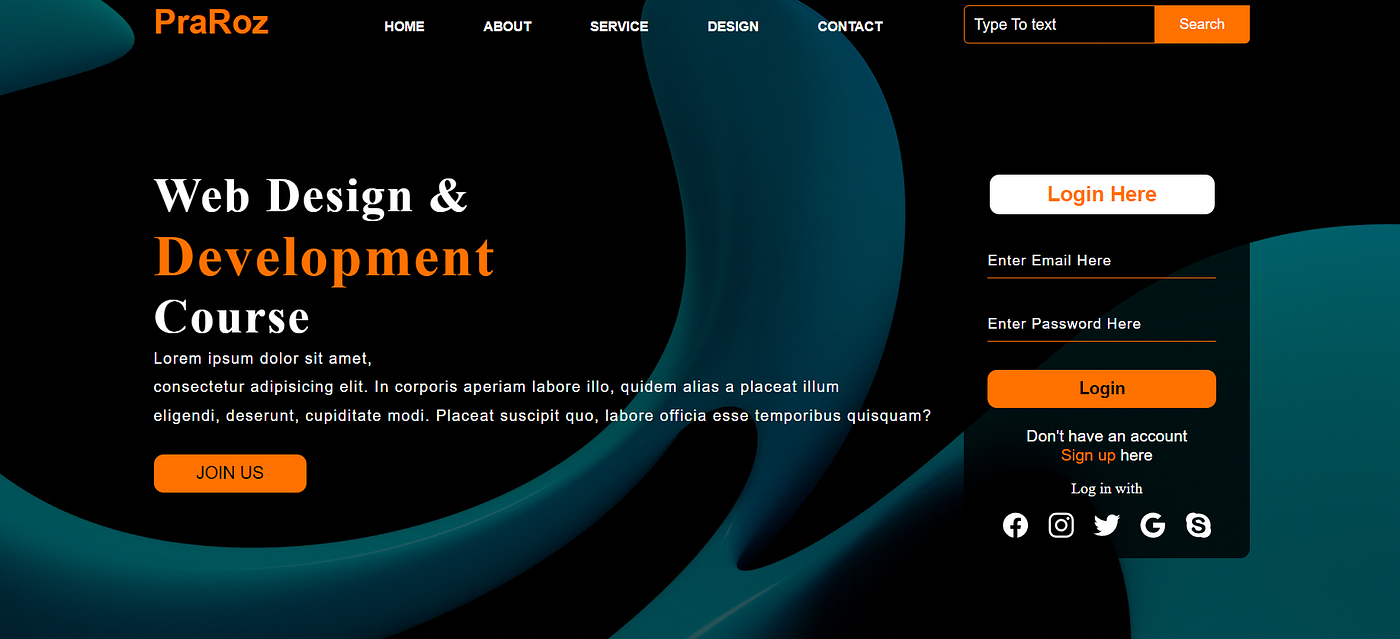 PraRoz
HOME ABOUT SERVICE DESIGN CONTACT
Type To text
Search
Web Design &
Development
Course
Lorem ipsum dolor sit amet,
consectetur adipisicing elit. In corporis aperiam labore illo, quidem alias a placeat illum
eligendi, deserunt, cupiditate modi. Placeat suscipit quo, labore officia esse temporibus quisquam?
JOIN US
Login Here
Enter Email Here
Enter Password Here
Login
Don't have an account
Sign up here
Log in with